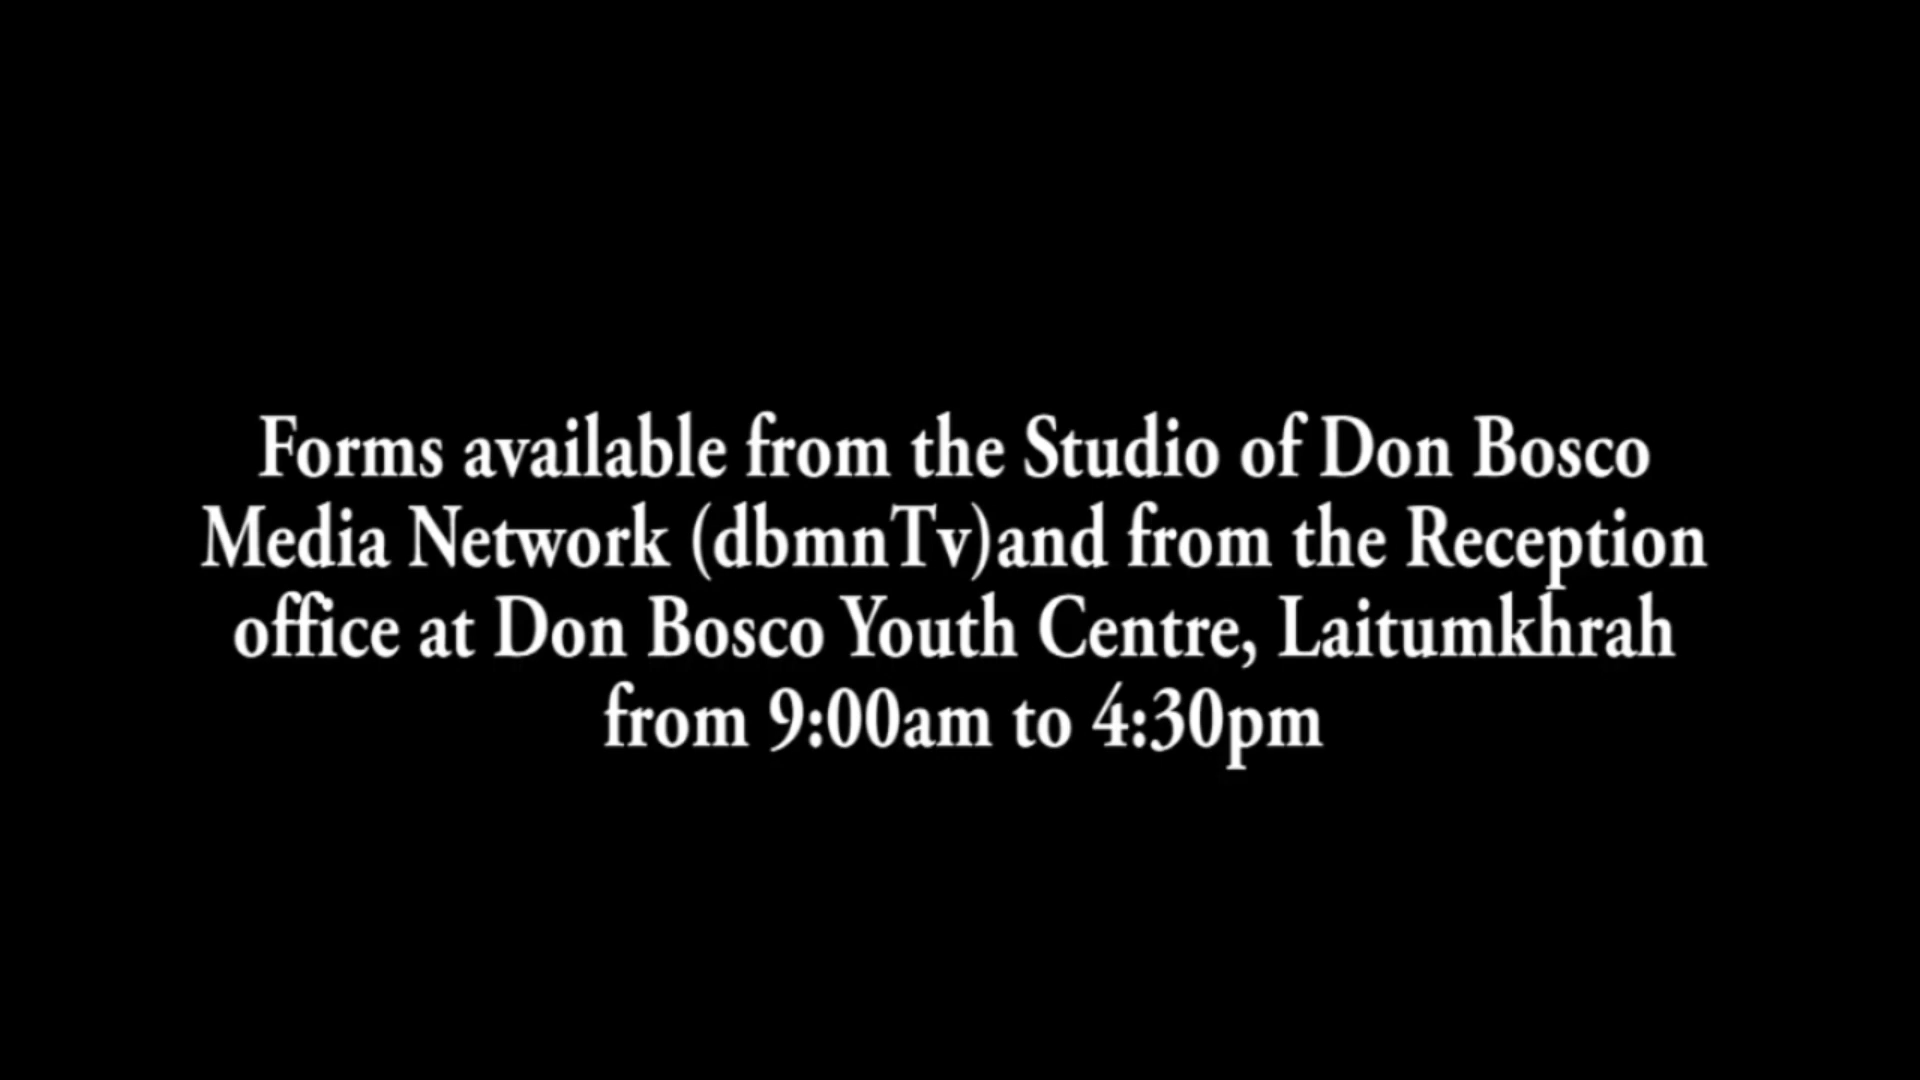 Forms available from the Studio of Don Bosco
Media Network (dbmnTv)and from the Reception
office at Don Bosco Youth Centre, Laitumkhrah
from 9:00am to 4:30pm